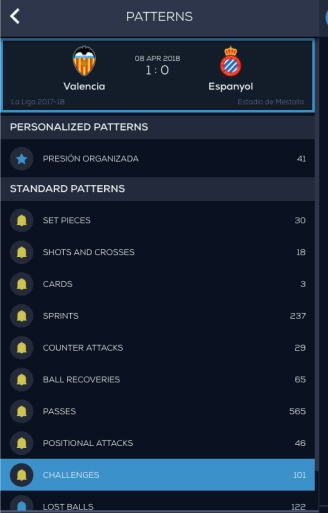 PATTERNS
08 APR 2018
1 : 0
Valencia
Espanyol
La Liga 2017-18
Estadio de Mestalla
PERSONALIZED PATTERNS
PRESIÓN ORGANIZADA 41
STANDARD PATTERNS
SET PIECES 30
SHOTS AND CROSSES 18
CARDS 3
SPRINTS 237
COUNTER ATTACKS 29
BALL RECOVERIES 65
PASSES 565
POSITIONAL ATTACKS 46
CHALLENGES 101
LOST BALLS 122